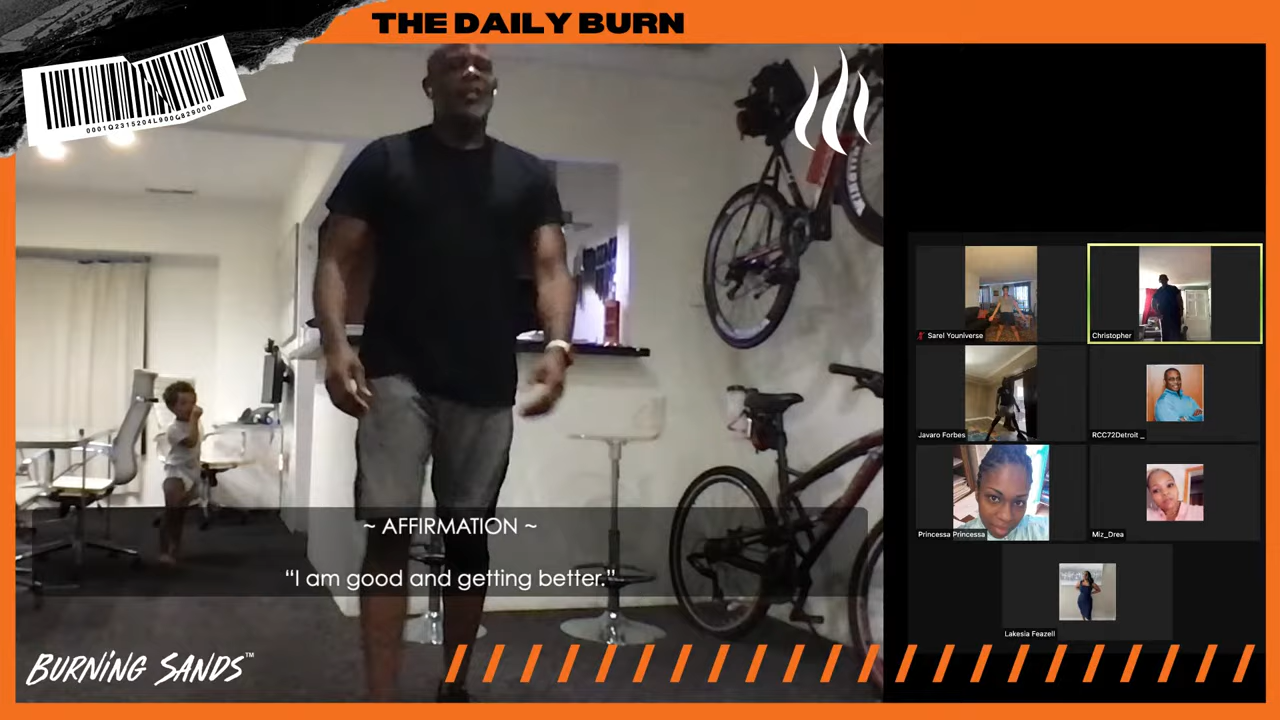 THE DAILY BURN
0001Q2315204L900G829000
Sarel Youniverse
Christopher
Javaro Forbes
RCC72Detroit _
Princessa Princessa
Miz_Drea
Lakesia Feazell
~ AFFIRMATION ~
“I am good and getting better.”
BURNING SANDS™